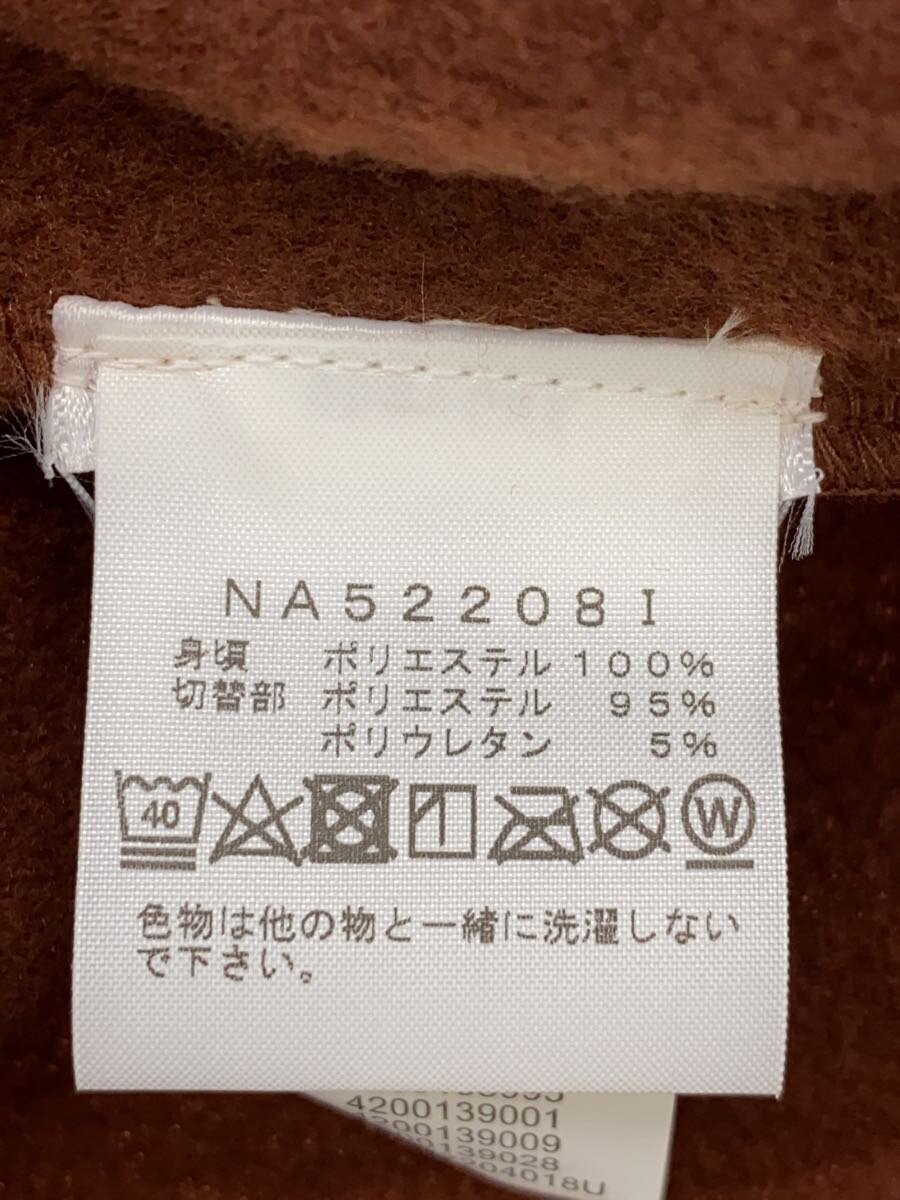 NA52208I
身頃 ポリエステル 100%
切替部 ポリエステル 95%
ポリウレタン 5%
40 W
色物は他の物と一緒に洗濯しない
で下さい。
4200139001
4200139009